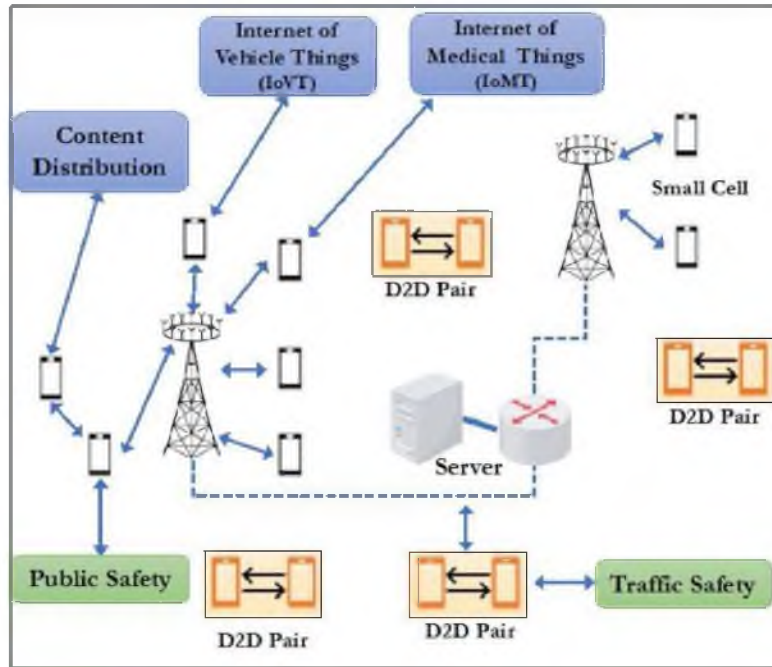 Internet of
Vehicle Things
(IoVT)
Internet of
Medical Things
(IoMT)
Content
Distribution
Small Cell
D2D Pair
D2D Pair
Server
Public Safety
Traffic Safety
D2D Pair
D2D Pair